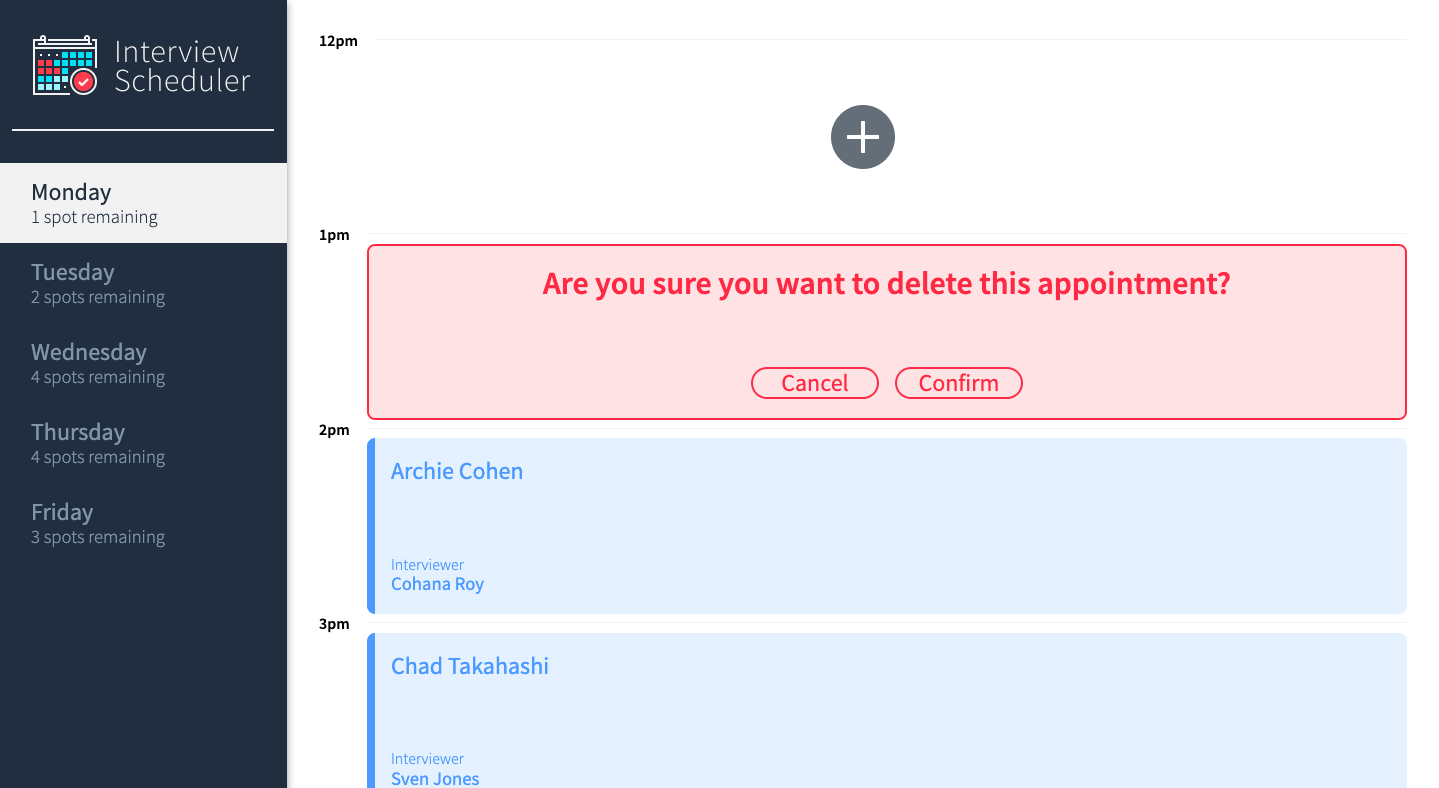 Interview
Scheduler
Monday
1 spot remaining
Tuesday
2 spots remaining
Wednesday
4 spots remaining
Thursday
4 spots remaining
Friday
3 spots remaining
12pm
1pm
Are you sure you want to delete this appointment?
Cancel Confirm
2pm
Archie Cohen
Interviewer
Cohana Roy
3pm
Chad Takahashi
Interviewer
Sven Jones